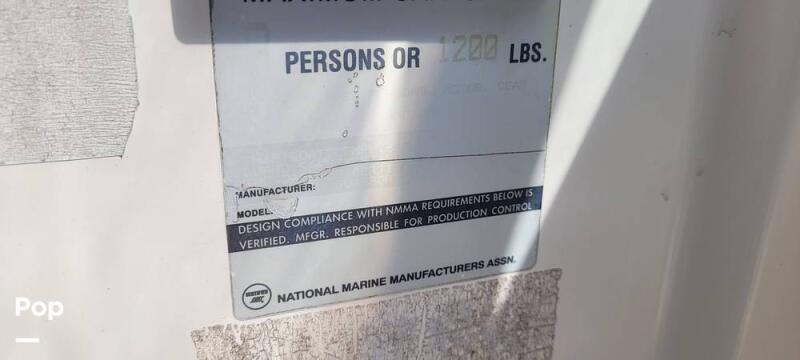 PERSONS OR 1200 LBS.
MANUFACTURER:
MODEL:
DESIGN COMPLIANCE WITH NMMA REQUIREMENTS BELOW IS
VERIFIED. MFGR. RESPONSIBLE FOR PRODUCTION CONTROL
NATIONAL MARINE MANUFACTURERS ASSN.
Pop